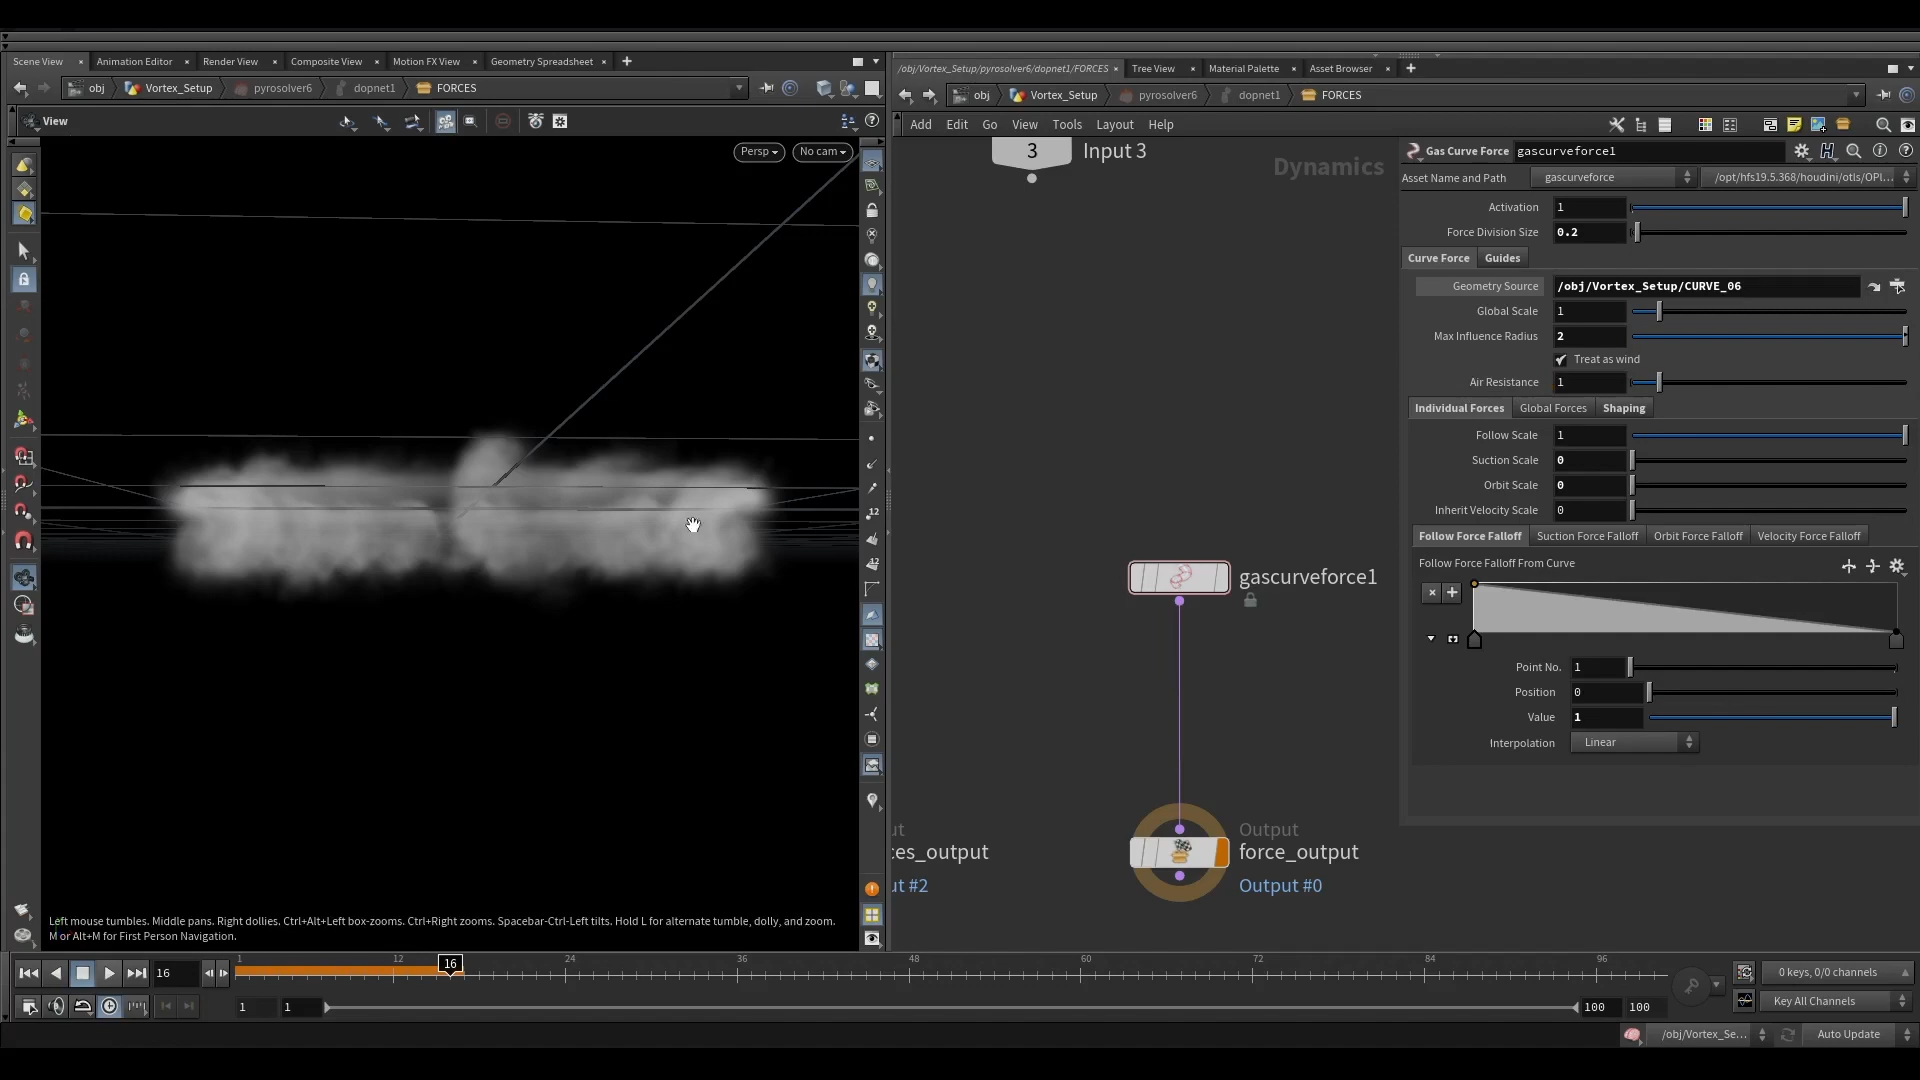 Scene View × Animation Editor × Render View × Composite View × Motion FX View × Geometry Spreadsheet × +
obj Vortex_Setup pyrosolver6 dopnet1 FORCES
View
Persp No cam
12
12
Left mouse tumbles. Middle pans. Right dollies. Ctrl+Alt+Left box-zooms. Ctrl+Right zooms. Spacebar-Ctrl-Left tilts. Hold L for alternate tumble, dolly, and zoom.
M or Alt+M for First Person Navigation.
/obj/Vortex_Setup/pyrosolver6/dopnet1/FORCES × Tree View × Material Palette × Asset Browser × +
obj Vortex_Setup pyrosolver6 dopnet1 FORCES
Add Edit Go View Tools Layout Help
3 Input 3
Dynamics
gascurveforce1
Output
force_output
Output #0
ut
ces_output
ut #2
Gas Curve Force gascurveforce1
Asset Name and Path gascurveforce /opt/hfs19.5.368/houdini/otls/OPl...
Activation 1
Force Division Size 0.2
Curve Force Guides
Geometry Source /obj/Vortex_Setup/CURVE_06
Global Scale 1
Max Influence Radius 2
Treat as wind
Air Resistance 1
Individual Forces Global Forces Shaping
Follow Scale 1
Suction Scale 0
Orbit Scale 0
Inherit Velocity Scale 0
Follow Force Falloff Suction Force Falloff Orbit Force Falloff Velocity Force Falloff
Follow Force Falloff From Curve
Point No. 1
Position 0
Value 1
Interpolation Linear
16 1 12 16 24 36 48 60 72 84 96 0 keys, 0/0 channels
1 1 100 100 Key All Channels
/obj/Vortex_Se... Auto Update